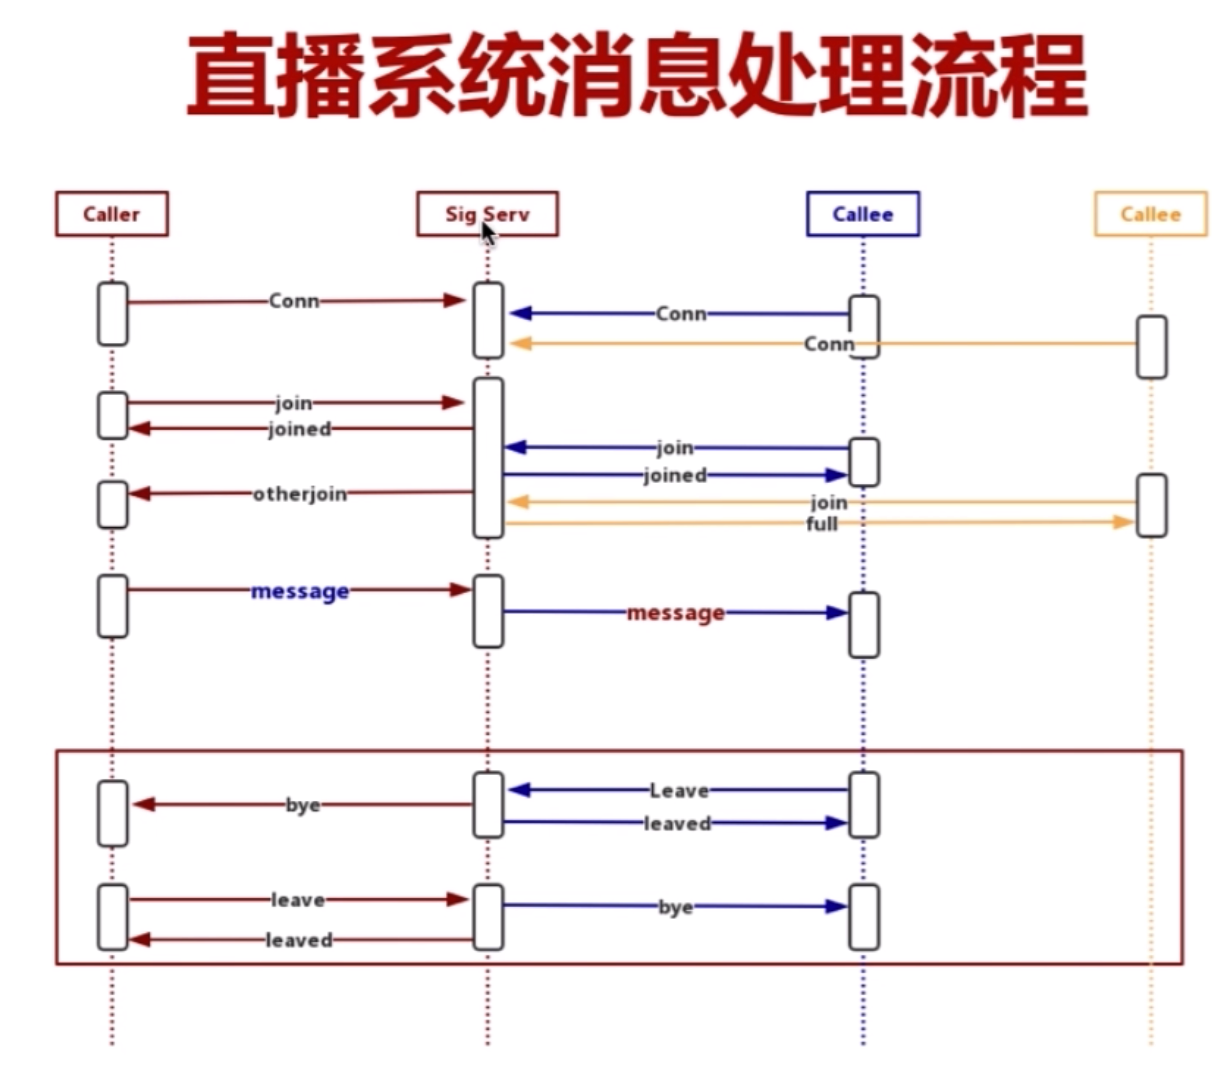 直播系统消息处理流程
Caller
Sig Serv
Callee
Callee
Conn
Conn
Conn
join
joined
join
joined
otherjoin
join
full
message
message
Leave
bye
leaved
leave
bye
leaved